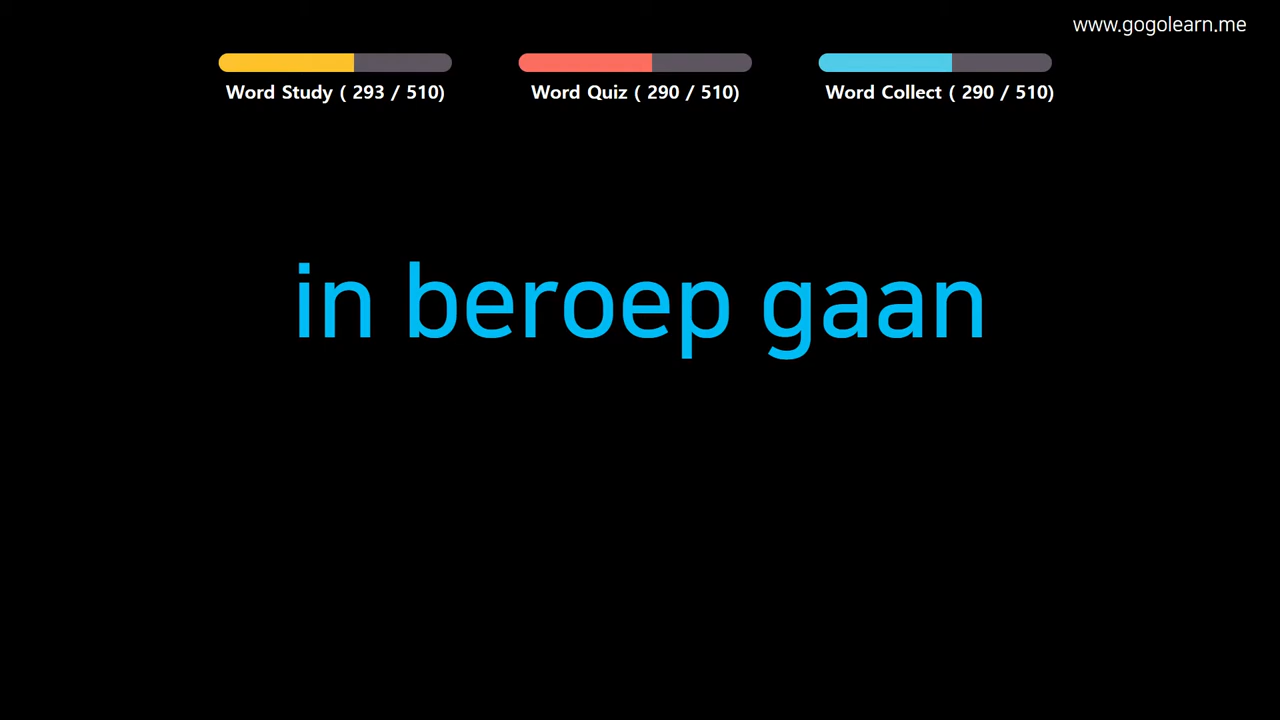 www.gogolearn.me
Word Study ( 293 / 510)
Word Quiz ( 290 / 510)
Word Collect ( 290 / 510)
in beroep gaan